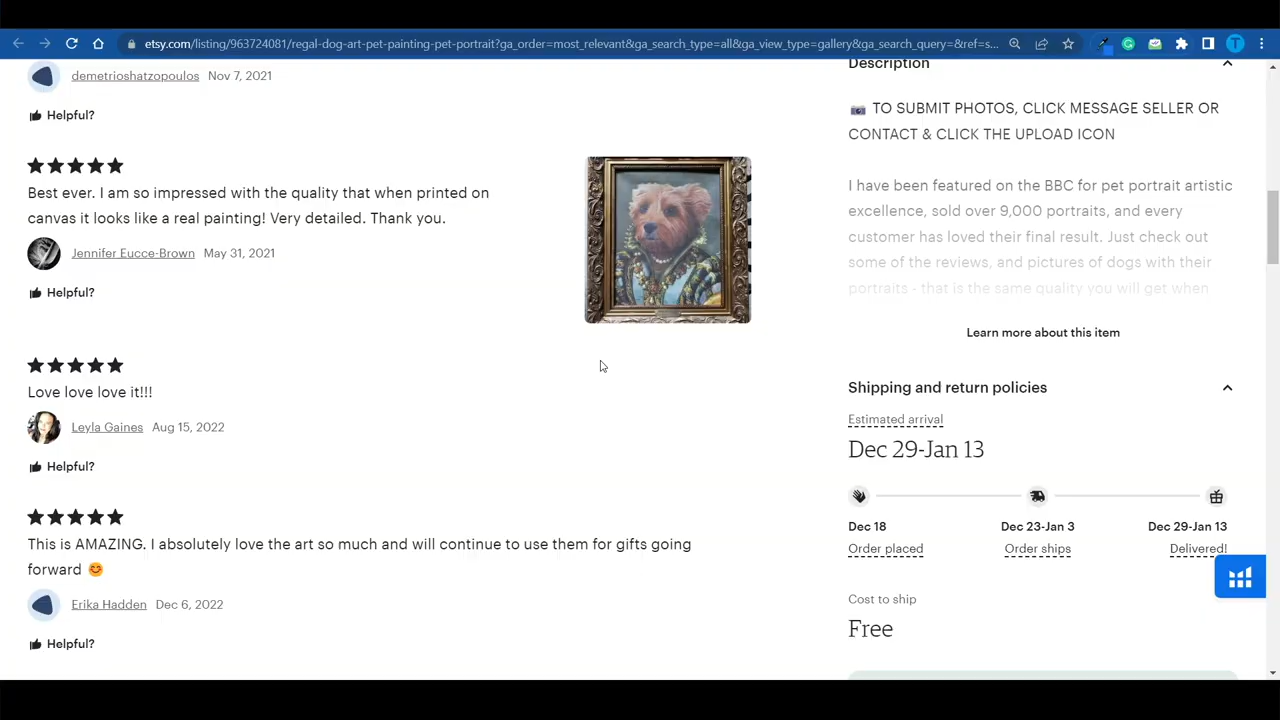 etsy.com/listing/963724081/regal-dog-art-pet-painting-pet-portrait?ga_order=most_relevant&ga_search_type=all&ga_view_type=gallery&ga_search_query=&ref=s...
T
demetrioshatzopoulos Nov 7, 2021
Helpful?
Best ever. I am so impressed with the quality that when printed on
canvas it looks like a real painting! Very detailed. Thank you.
Jennifer Eucce-Brown May 31, 2021
Helpful?
Love love love it!!!
Leyla Gaines Aug 15, 2022
Helpful?
This is AMAZING. I absolutely love the art so much and will continue to use them for gifts going
forward 😊
Erika Hadden Dec 6, 2022
Helpful?
Description
📷 TO SUBMIT PHOTOS, CLICK MESSAGE SELLER OR
CONTACT & CLICK THE UPLOAD ICON
I have been featured on the BBC for pet portrait artistic
excellence, sold over 9,000 portraits, and every
customer has loved their final result. Just check out
some of the reviews, and pictures of dogs with their
portraits - that is the same quality you will get when
Learn more about this item
Shipping and return policies
Estimated arrival
Dec 29-Jan 13
Dec 18 Dec 23-Jan 3 Dec 29-Jan 13
Order placed Order ships Delivered!
Cost to ship
Free